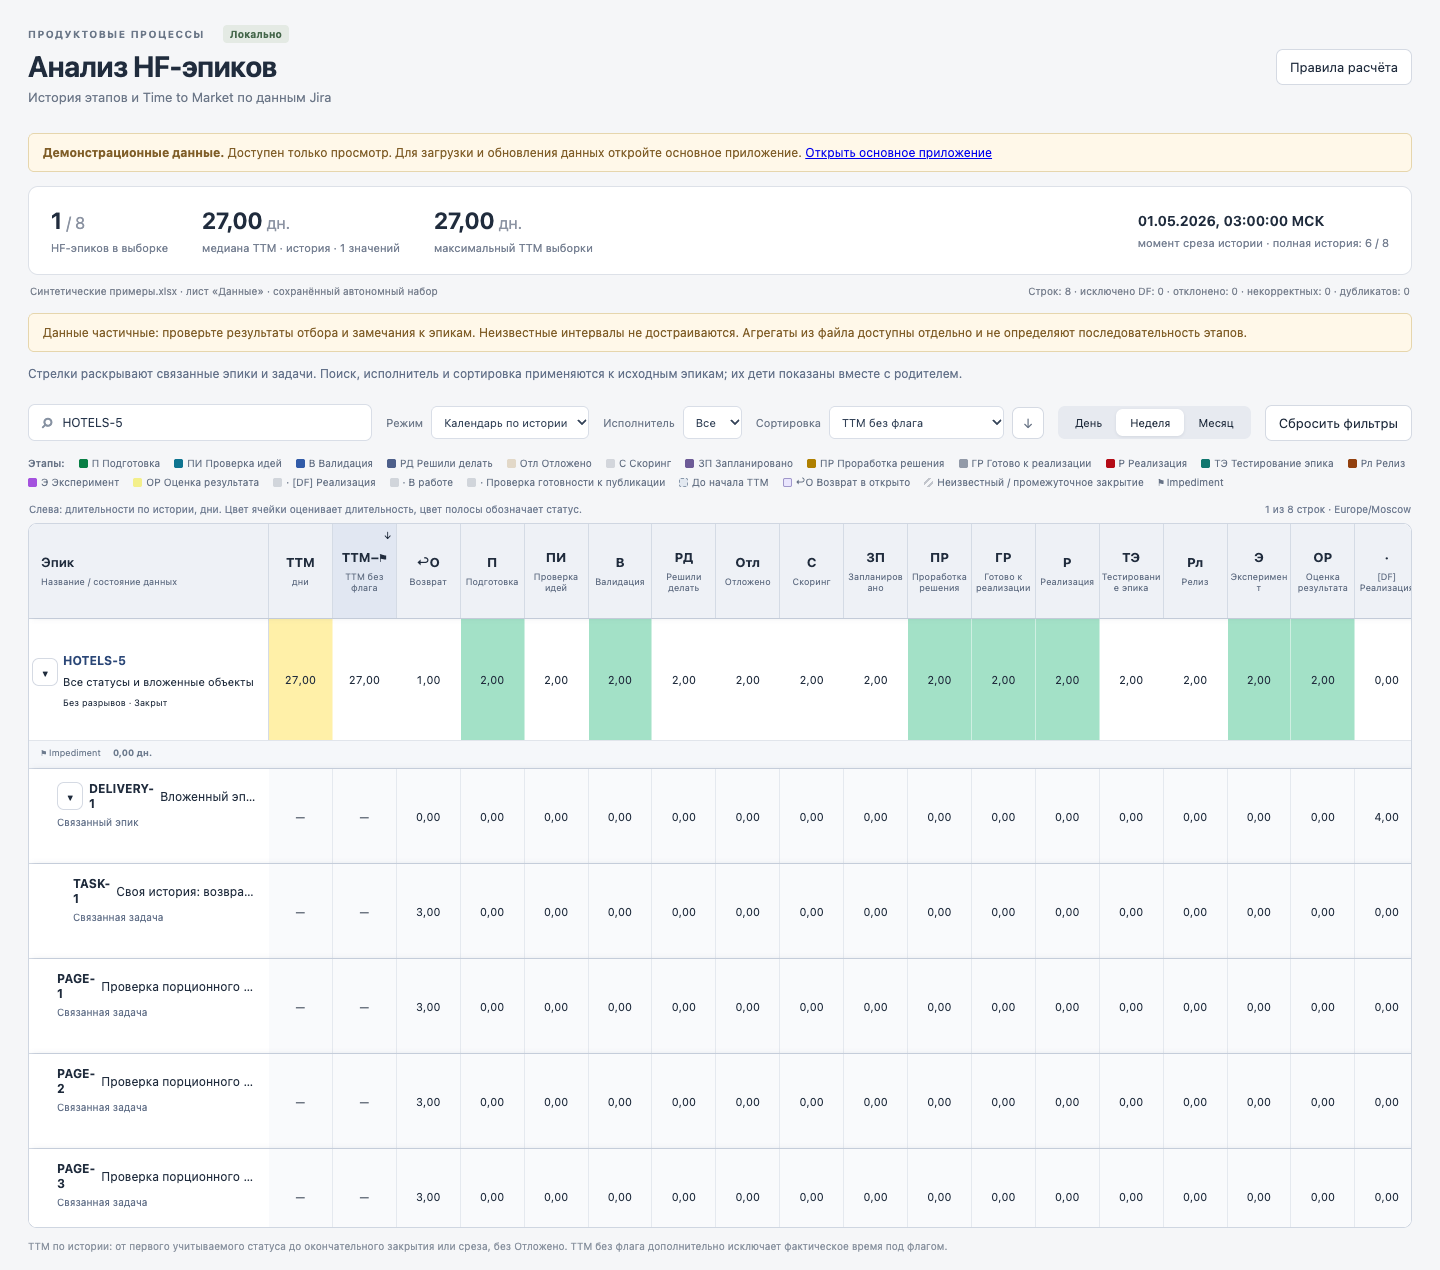 ПРОДУКТОВЫЕ ПРОЦЕССЫ Локально
Анализ HF-эпиков
Правила расчёта
История этапов и Time to Market по данным Jira
Демонстрационные данные. Доступен только просмотр. Для загрузки и обновления данных откройте основное приложение. Открыть основное приложение
1 / 8 27,00 дн. 27,00 дн. 01.05.2026, 03:00:00 МСК
HF-эпиков в выборке медиана TTM · история · 1 значений максимальный TTM выборки момент среза истории · полная история: 6 / 8
Синтетические примеры.xlsx · лист «Данные» · сохранённый автономный набор Строк: 8 · исключено DF: 0 · отклонено: 0 · некорректных: 0 · дубликатов: 0
Данные частичные: проверьте результаты отбора и замечания к эпикам. Неизвестные интервалы не достраиваются. Агрегаты из файла доступны отдельно и не определяют последовательность этапов.
Стрелки раскрывают связанные эпики и задачи. Поиск, исполнитель и сортировка применяются к исходным эпикам; их дети показаны вместе с родителем.
HOTELS-5 Режим Календарь по истории Исполнитель Все Сортировка TTM без флага ↓ День Неделя Месяц Сбросить фильтры
Этапы: П Подготовка ПИ Проверка идей В Валидация РД Решили делать Отл Отложено С Скоринг ЗП Запланировано ПР Проработка решения ГР Готово к реализации Р Реализация ТЭ Тестирование эпика Рл Релиз
Э Эксперимент ОР Оценка результата · [DF] Реализация · В работе · Проверка готовности к публикации До начала TTM ↩О Возврат в открыто Неизвестный / промежуточное закрытие ⚑ Impediment
Слева: длительности по истории, дни. Цвет ячейки оценивает длительность, цвет полосы обозначает статус. 1 из 8 строк · Europe/Moscow
↓
Эпик TTM TTM−⚑ ↩О П ПИ В РД Отл С ЗП ПР ГР Р ТЭ Рл Э ОР ·
Название / состояние данных дни TTM без флага Возврат Подготовка Проверка идей Валидация Решили делать Отложено Скоринг Запланировано Проработка решения Готово к реализации Реализация Тестирование эпика Релиз Эксперимент Оценка результата [DF] Реализация
HOTELS-5
▾ Все статусы и вложенные объекты 27,00 27,00 1,00 2,00 2,00 2,00 2,00 2,00 2,00 2,00 2,00 2,00 2,00 2,00 2,00 2,00 2,00 0,00
Без разрывов · Закрыт
⚑ Impediment 0,00 дн.
▾ DELIVERY-1 Вложенный эп...
Связанный эпик — — 0,00 0,00 0,00 0,00 0,00 0,00 0,00 0,00 0,00 0,00 0,00 0,00 0,00 0,00 0,00 4,00
TASK-1 Своя история: возвра...
Связанная задача — — 3,00 0,00 0,00 0,00 0,00 0,00 0,00 0,00 0,00 0,00 0,00 0,00 0,00 0,00 0,00 0,00
PAGE-1 Проверка порционного ...
Связанная задача — — 3,00 0,00 0,00 0,00 0,00 0,00 0,00 0,00 0,00 0,00 0,00 0,00 0,00 0,00 0,00 0,00
PAGE-2 Проверка порционного ...
Связанная задача — — 3,00 0,00 0,00 0,00 0,00 0,00 0,00 0,00 0,00 0,00 0,00 0,00 0,00 0,00 0,00 0,00
PAGE-3 Проверка порционного ...
Связанная задача — — 3,00 0,00 0,00 0,00 0,00 0,00 0,00 0,00 0,00 0,00 0,00 0,00 0,00 0,00 0,00 0,00
TTM по истории: от первого учитываемого статуса до окончательного закрытия или среза, без Отложено. TTM без флага дополнительно исключает фактическое время под флагом.